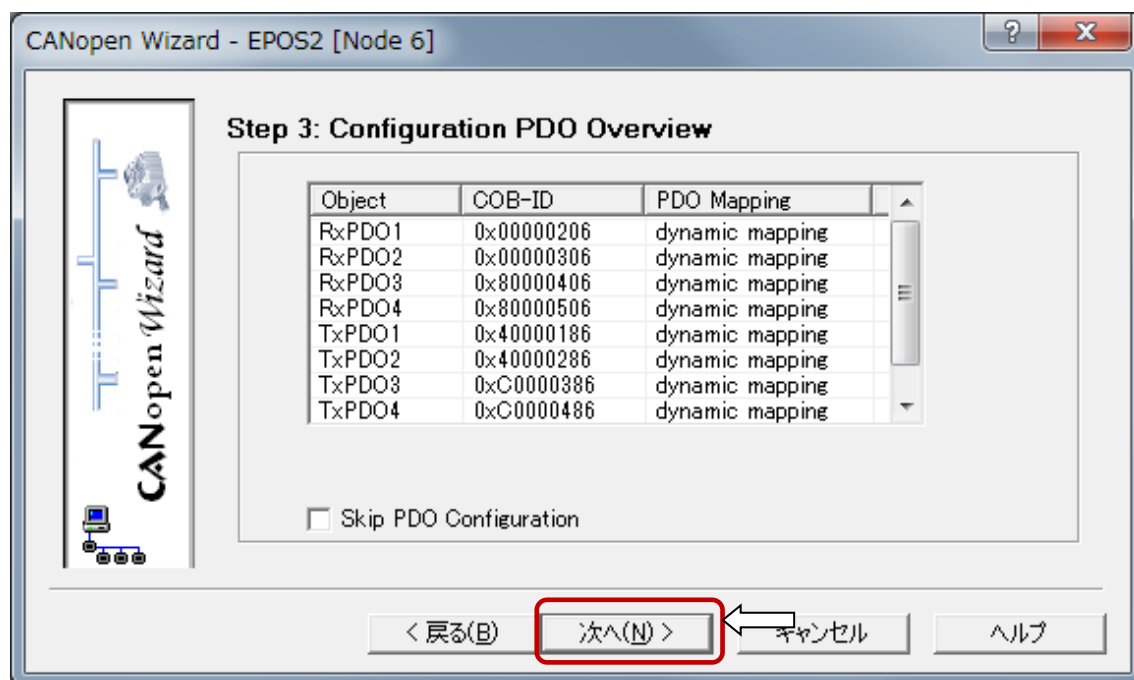 CANopen Wizard - EPOS2 [Node 6]
CANopen Wizard
Step 3: Configuration PDO Overview
Object COB-ID PDO Mapping
RxPDO1 0x00000206 dynamic mapping
RxPDO2 0x00000306 dynamic mapping
RxPDO3 0x80000406 dynamic mapping
RxPDO4 0x80000506 dynamic mapping
TxPDO1 0x40000186 dynamic mapping
TxPDO2 0x40000286 dynamic mapping
TxPDO3 0xC0000386 dynamic mapping
TxPDO4 0xC0000486 dynamic mapping
Skip PDO Configuration
< 戻る(B) 次へ(N) > キャンセル ヘルプ